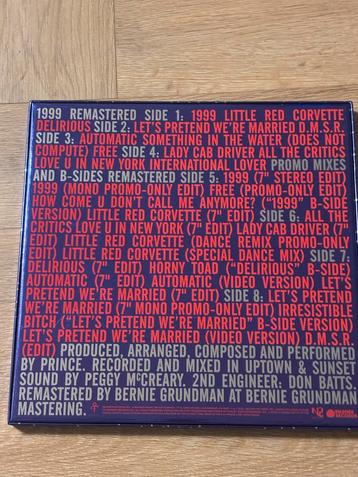 1999 REMASTERED SIDE 1: 1999 LITTLE RED CORVETTE
DELIRIOUS SIDE 2: LET'S PRETEND WE'RE MARRIED D.M.S.R.
SIDE 3: AUTOMATIC SOMETHING IN THE WATER (DOES NOT
COMPUTE) FREE SIDE 4: LADY CAB DRIVER ALL THE CRITICS
LOVE U IN NEW YORK INTERNATIONAL LOVER PROMO MIXES
AND B-SIDES REMASTERED SIDE 5: 1999 (7" STEREO EDIT)
1999 (MONO PROMO-ONLY EDIT) FREE (PROMO-ONLY EDIT)
HOW COME U DON'T CALL ME ANYMORE? ("1999" B-SIDE
VERSION) LITTLE RED CORVETTE (7" EDIT) SIDE 6: ALL THE
CRITICS LOVE U IN NEW YORK (7" EDIT) LADY CAB DRIVER (7"
EDIT) LITTLE RED CORVETTE (DANCE REMIX PROMO-ONLY
EDIT) LITTLE RED CORVETTE (SPECIAL DANCE MIX) SIDE 7:
DELIRIOUS (7" EDIT) HORNY TOAD ("DELIRIOUS" B-SIDE)
AUTOMATIC (7" EDIT) AUTOMATIC (VIDEO VERSION) LET'S
PRETEND WE'RE MARRIED (7" EDIT) SIDE 8: LET'S PRETEND
WE'RE MARRIED (7" MONO PROMO-ONLY EDIT) IRRESISTIBLE
BITCH ("LET'S PRETEND WE'RE MARRIED" B-SIDE VERSION)
LET'S PRETEND WE'RE MARRIED (VIDEO VERSION) D.M.S.R.
(EDIT) PRODUCED, ARRANGED, COMPOSED AND PERFORMED
BY PRINCE. RECORDED AND MIXED IN UPTOWN & SUNSET
SOUND BY PEGGY McCREARY. 2ND ENGINEER: DON BATTS.
REMASTERED BY BERNIE GRUNDMAN AT BERNIE GRUNDMAN
MASTERING.